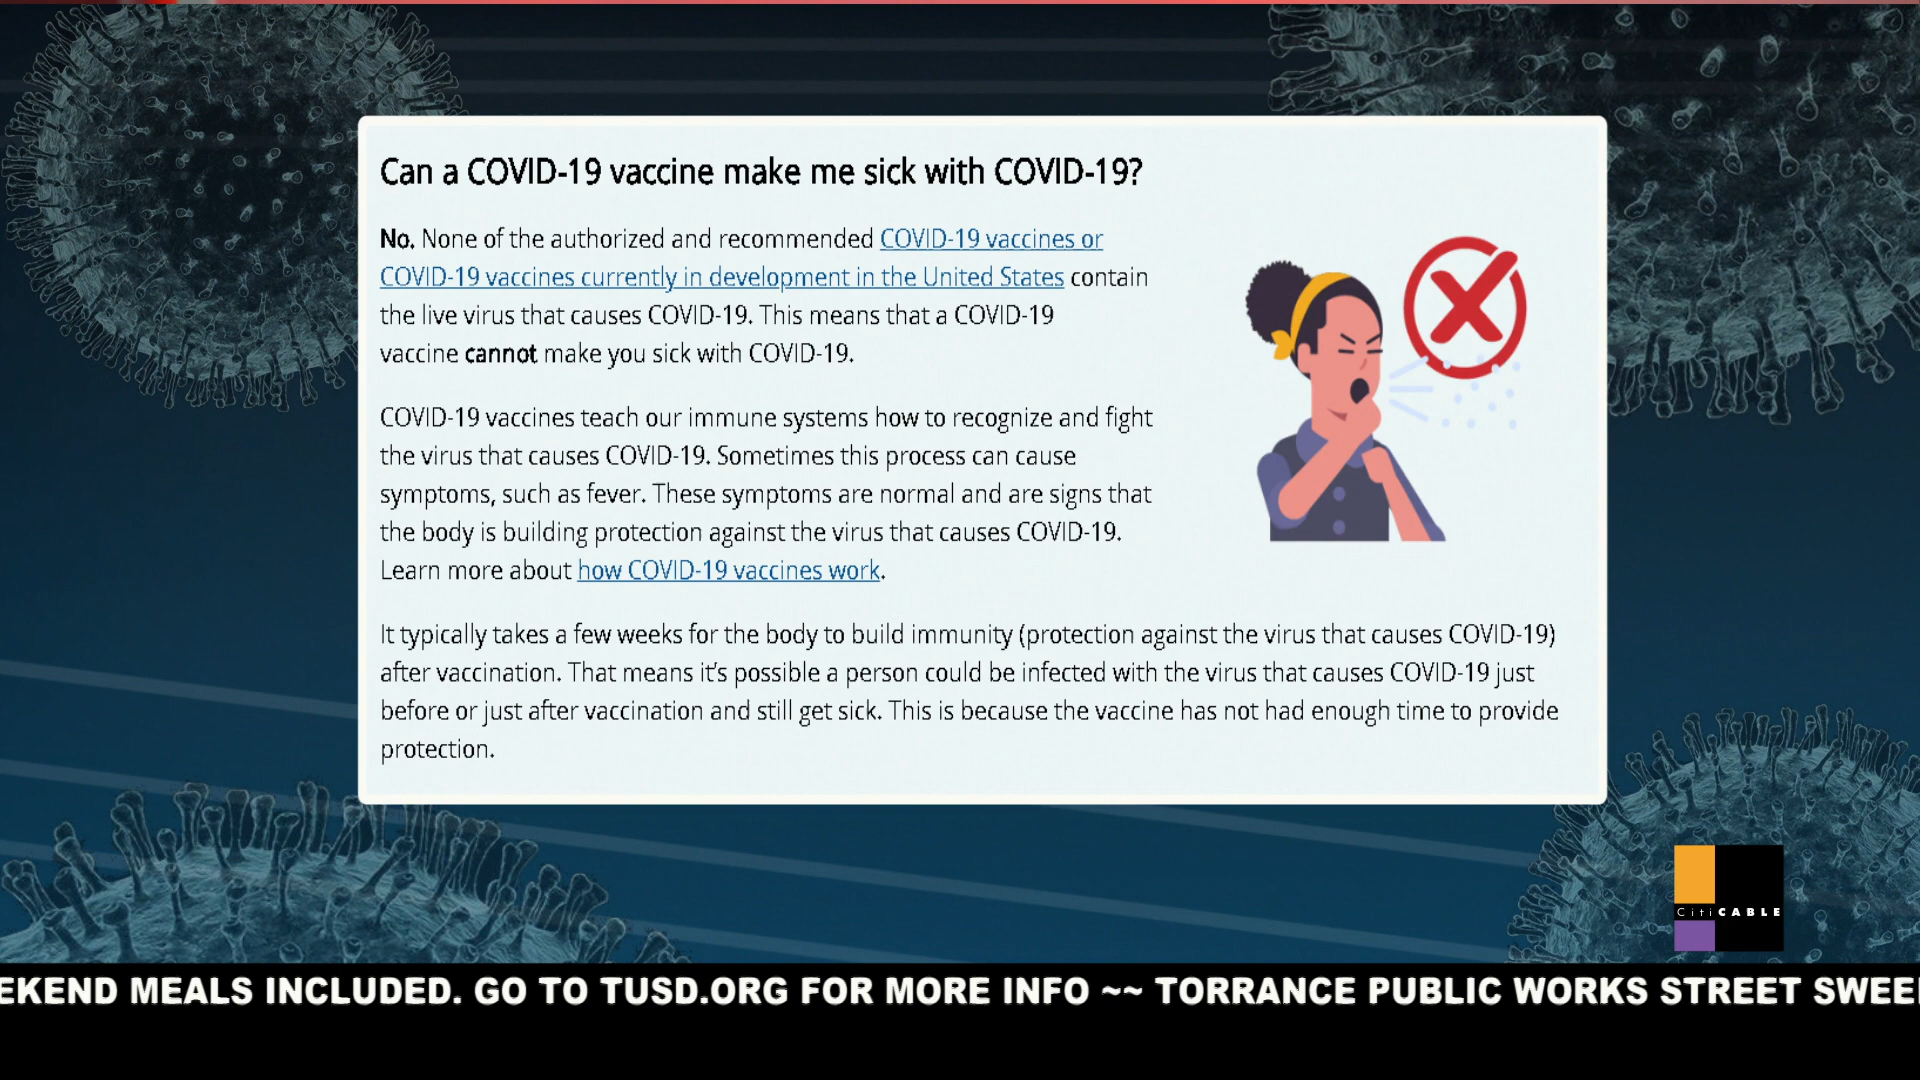 Can a COVID-19 vaccine make me sick with COVID-19?
No. None of the authorized and recommended COVID-19 vaccines or
COVID-19 vaccines currently in development in the United States contain
the live virus that causes COVID-19. This means that a COVID-19
vaccine cannot make you sick with COVID-19.
COVID-19 vaccines teach our immune systems how to recognize and fight
the virus that causes COVID-19. Sometimes this process can cause
symptoms, such as fever. These symptoms are normal and are signs that
the body is building protection against the virus that causes COVID-19.
Learn more about how COVID-19 vaccines work.
It typically takes a few weeks for the body to build immunity (protection against the virus that causes COVID-19)
after vaccination. That means it’s possible a person could be infected with the virus that causes COVID-19 just
before or just after vaccination and still get sick. This is because the vaccine has not had enough time to provide
protection.
CitiCABLE
EKEND MEALS INCLUDED. GO TO TUSD.ORG FOR MORE INFO ~~ TORRANCE PUBLIC WORKS STREET SWEE